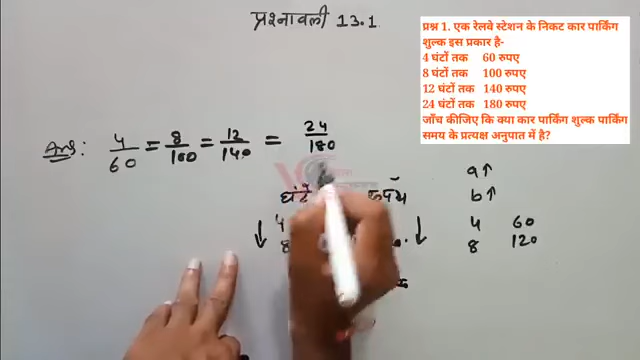 प्रश्नावली 13.1
प्रश्न 1. एक रेलवे स्टेशन के निकट कार पार्किंग
शुल्क इस प्रकार है-
4 घंटों तक 60 रुपए
8 घंटों तक 100 रुपए
12 घंटों तक 140 रुपए
24 घंटों तक 180 रुपए
जाँच कीजिए कि क्या कार पार्किंग शुल्क पार्किंग
समय के प्रत्यक्ष अनुपात में है?
Ans: 4/60 = 8/100 = 12/140 = 24/180
a↑
b↑
4 60
8 120